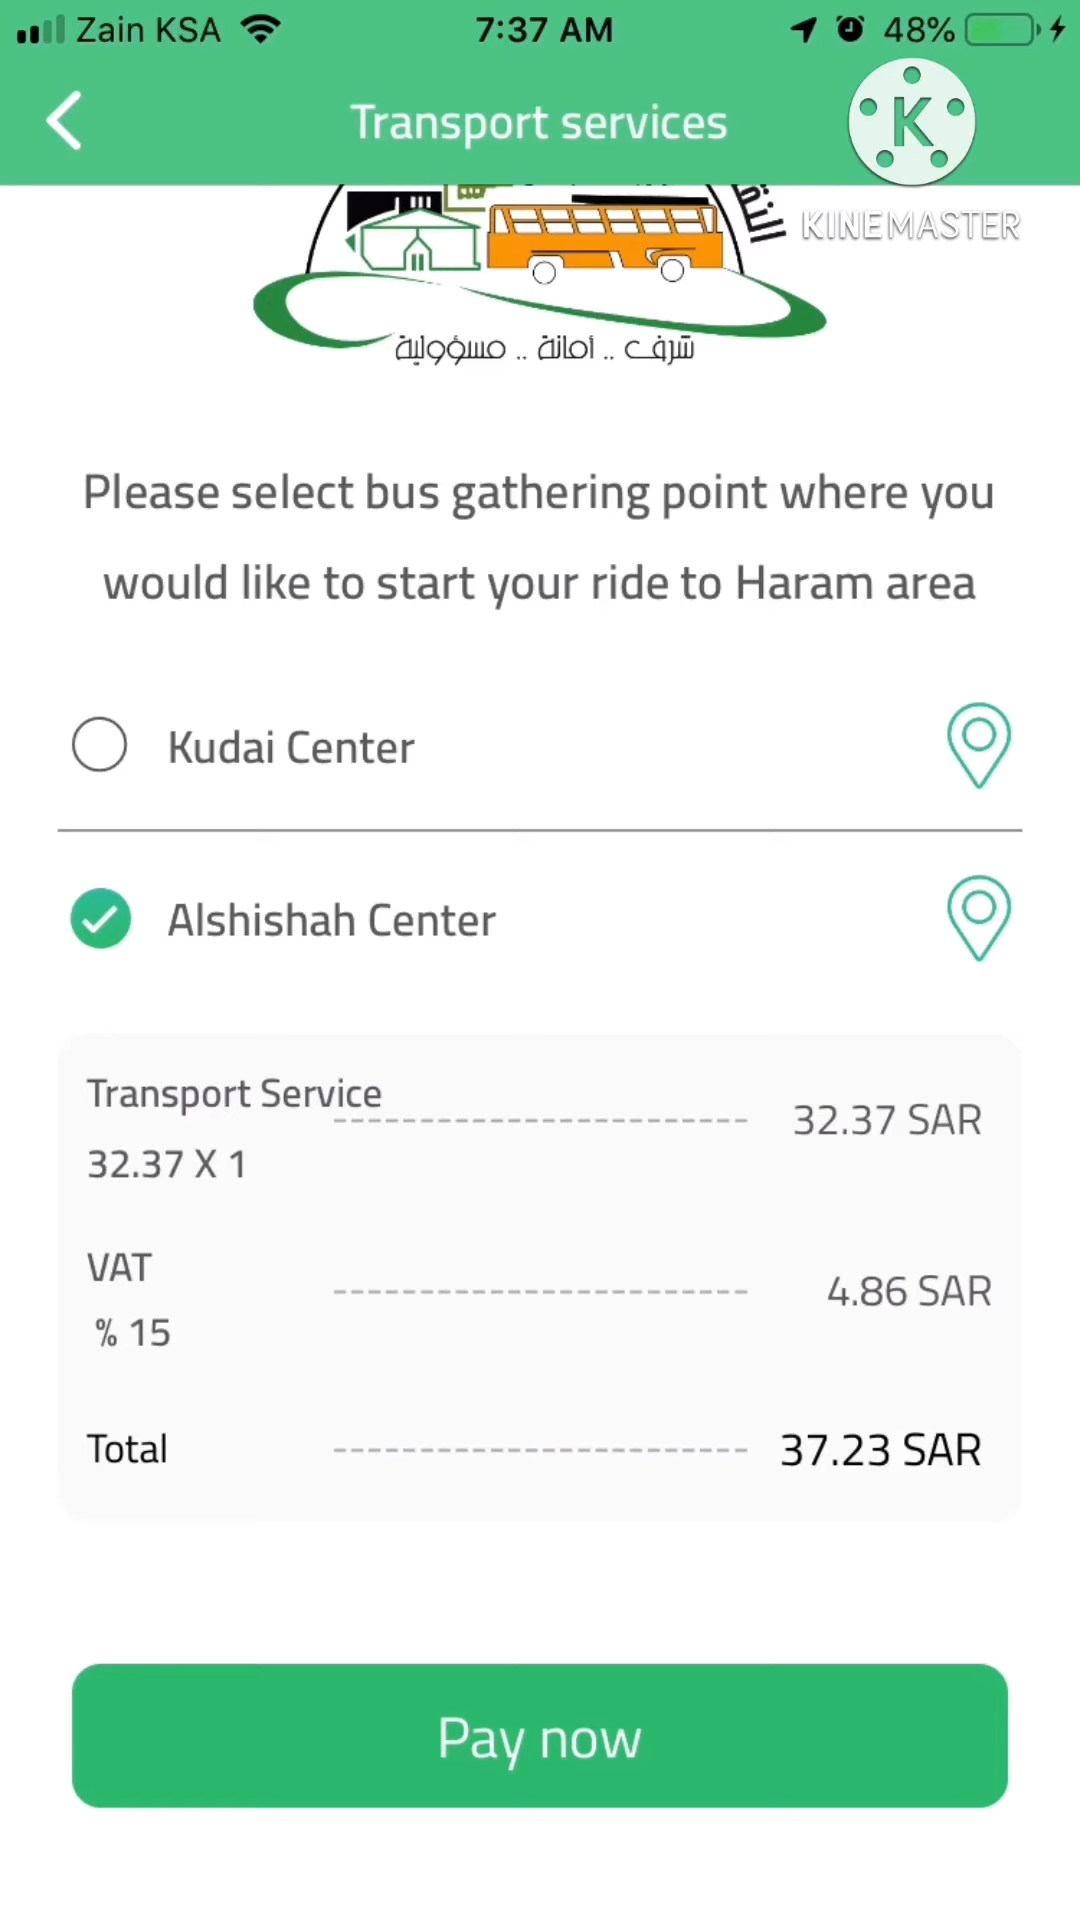 Zain KSA 7:37 AM 48%
Transport services
K
KINEMASTER
شرف .. أمانة .. مسؤولية
Please select bus gathering point where you
would like to start your ride to Haram area
Kudai Center
Alshishah Center
Transport Service
32.37 SAR
32.37 X 1
VAT
4.86 SAR
% 15
Total 37.23 SAR
Pay now